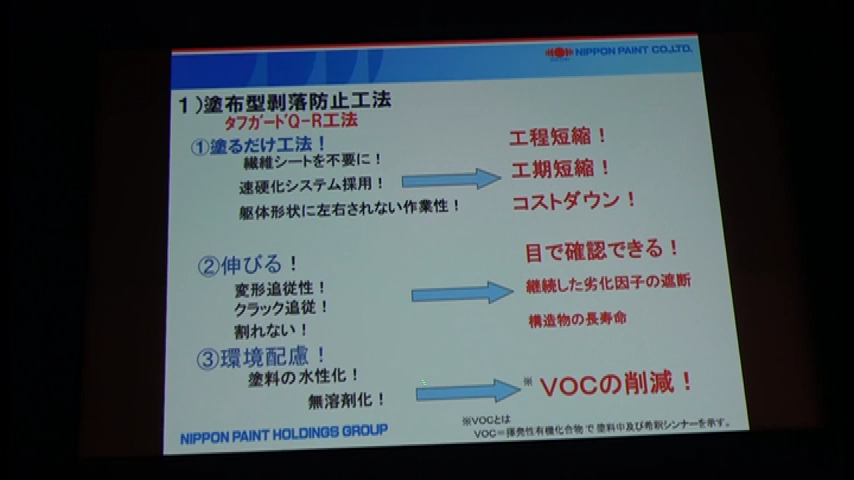 NIPPON PAINT CO.,LTD.
1)塗布型剥落防止工法
タフガードQ-R工法
①塗るだけ工法!
繊維シートを不要に!
速硬化システム採用!
躯体形状に左右されない作業性!
工程短縮!
工期短縮!
コストダウン!
②伸びる!
変形追従性!
クラック追従!
割れない!
目で確認できる!
継続した劣化因子の遮断
構造物の長寿命
③環境配慮!
塗料の水性化!
無溶剤化!
※VOCの削減!
※VOCとは
VOC=揮発性有機化合物で塗料中及び希釈シンナーを示す。
NIPPON PAINT HOLDINGS GROUP